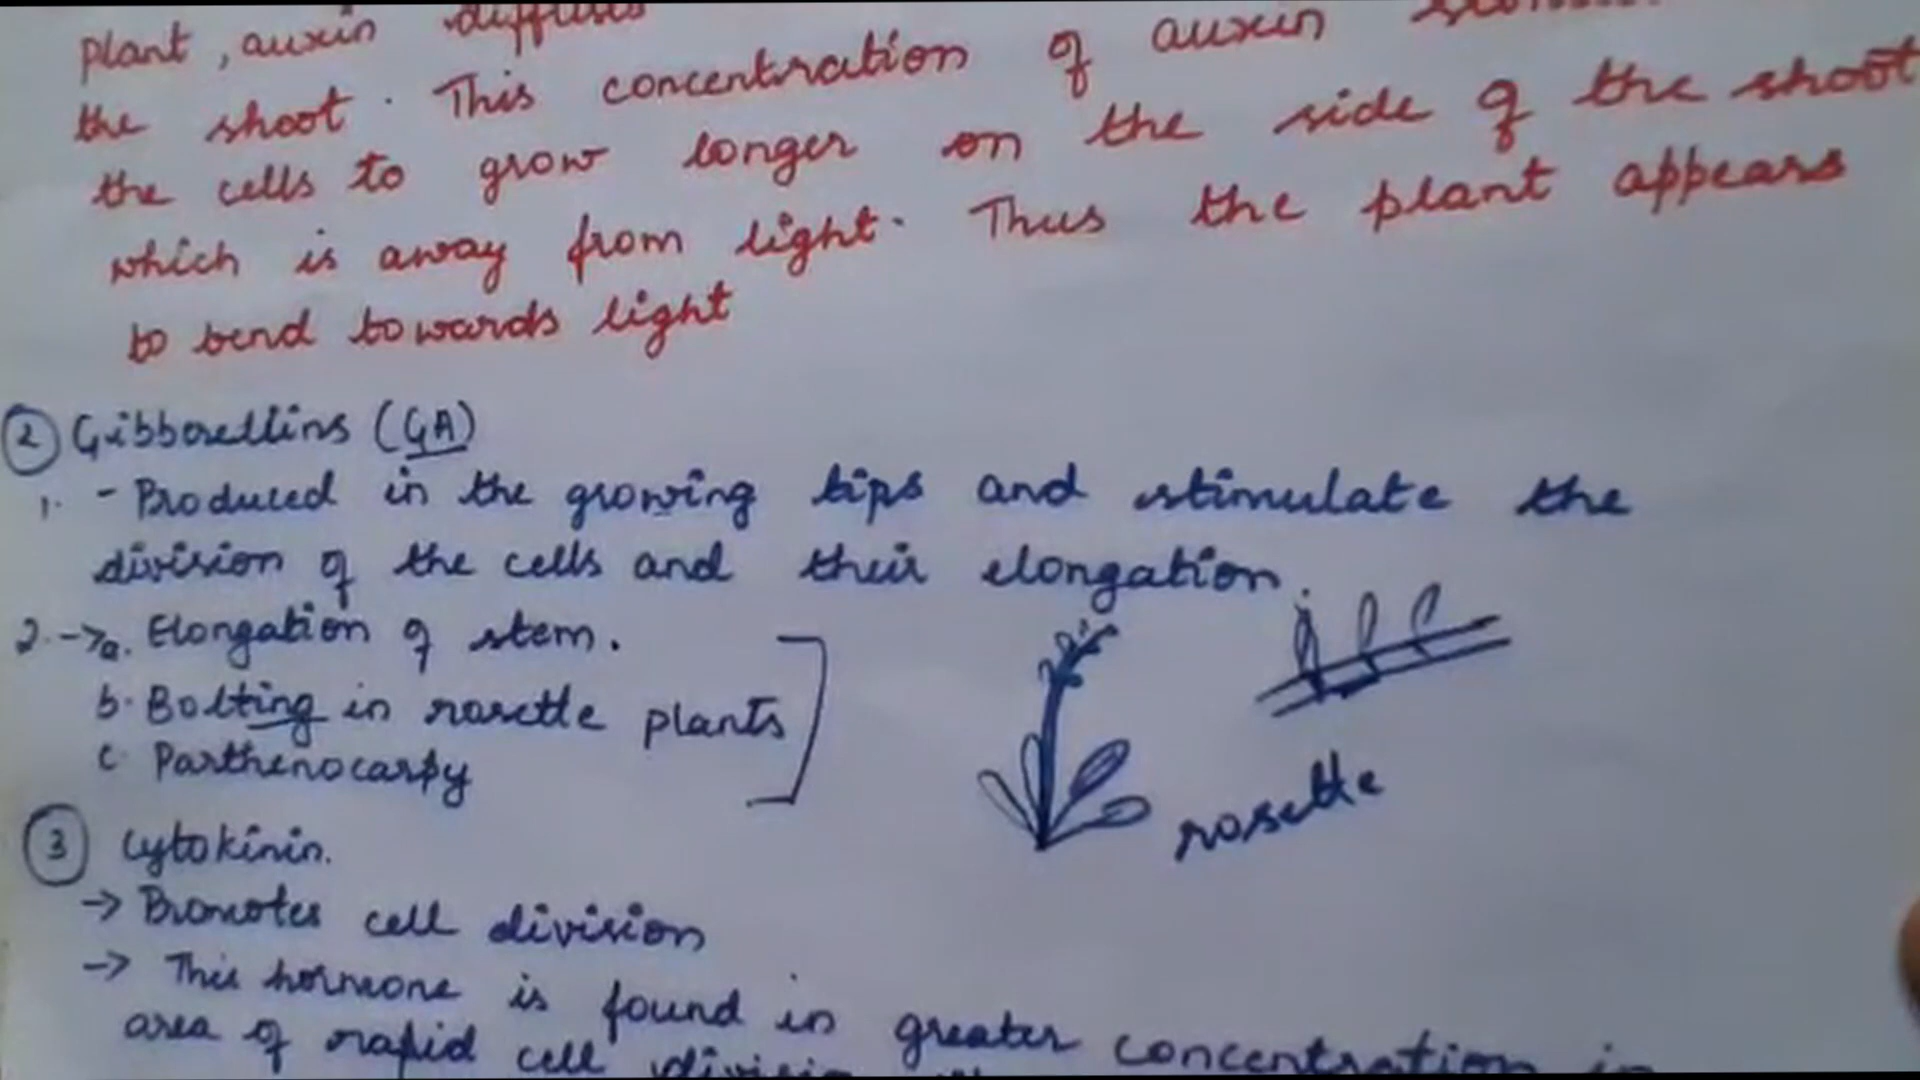 plant, auxin diffuses
the shoot. This concentration of auxin
the cells to grow longer on the side of the shoot
which is away from light. Thus the plant appears
to bend towards light
2 Gibberellins (GA)
1. - Produced in the growing tips and stimulate the
division of the cells and their elongation.
2. → a. Elongation of stem.
b. Bolting in rosette plants
c. Parthenocarpy
rosette
3 Cytokinin.
→ Promotes cell division
→ This hormone is found in greater concentration in
area of rapid cell division